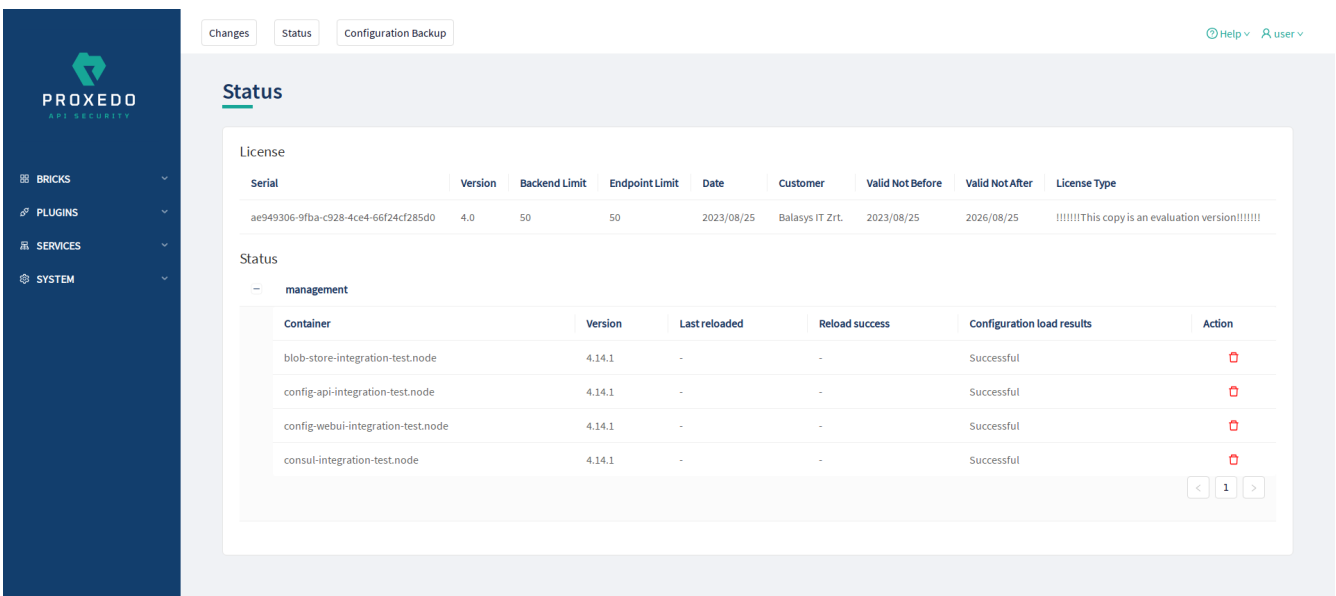 Changes Status Configuration Backup Help user
PROXEDO
API SECURITY
BRICKS
PLUGINS
SERVICES
SYSTEM
Status
License
Serial Version Backend Limit Endpoint Limit Date Customer Valid Not Before Valid Not After License Type
ae949306-9fba-c928-4ce4-66f24cf285d0 4.0 50 50 2023/08/25 Balasys IT Zrt. 2023/08/25 2026/08/25 !!!!!!!This copy is an evaluation version!!!!!!!
Status
management
Container Version Last reloaded Reload success Configuration load results Action
blob-store-integration-test.node 4.14.1 - - Successful
config-api-integration-test.node 4.14.1 - - Successful
config-webui-integration-test.node 4.14.1 - - Successful
consul-integration-test.node 4.14.1 - - Successful
< 1 >